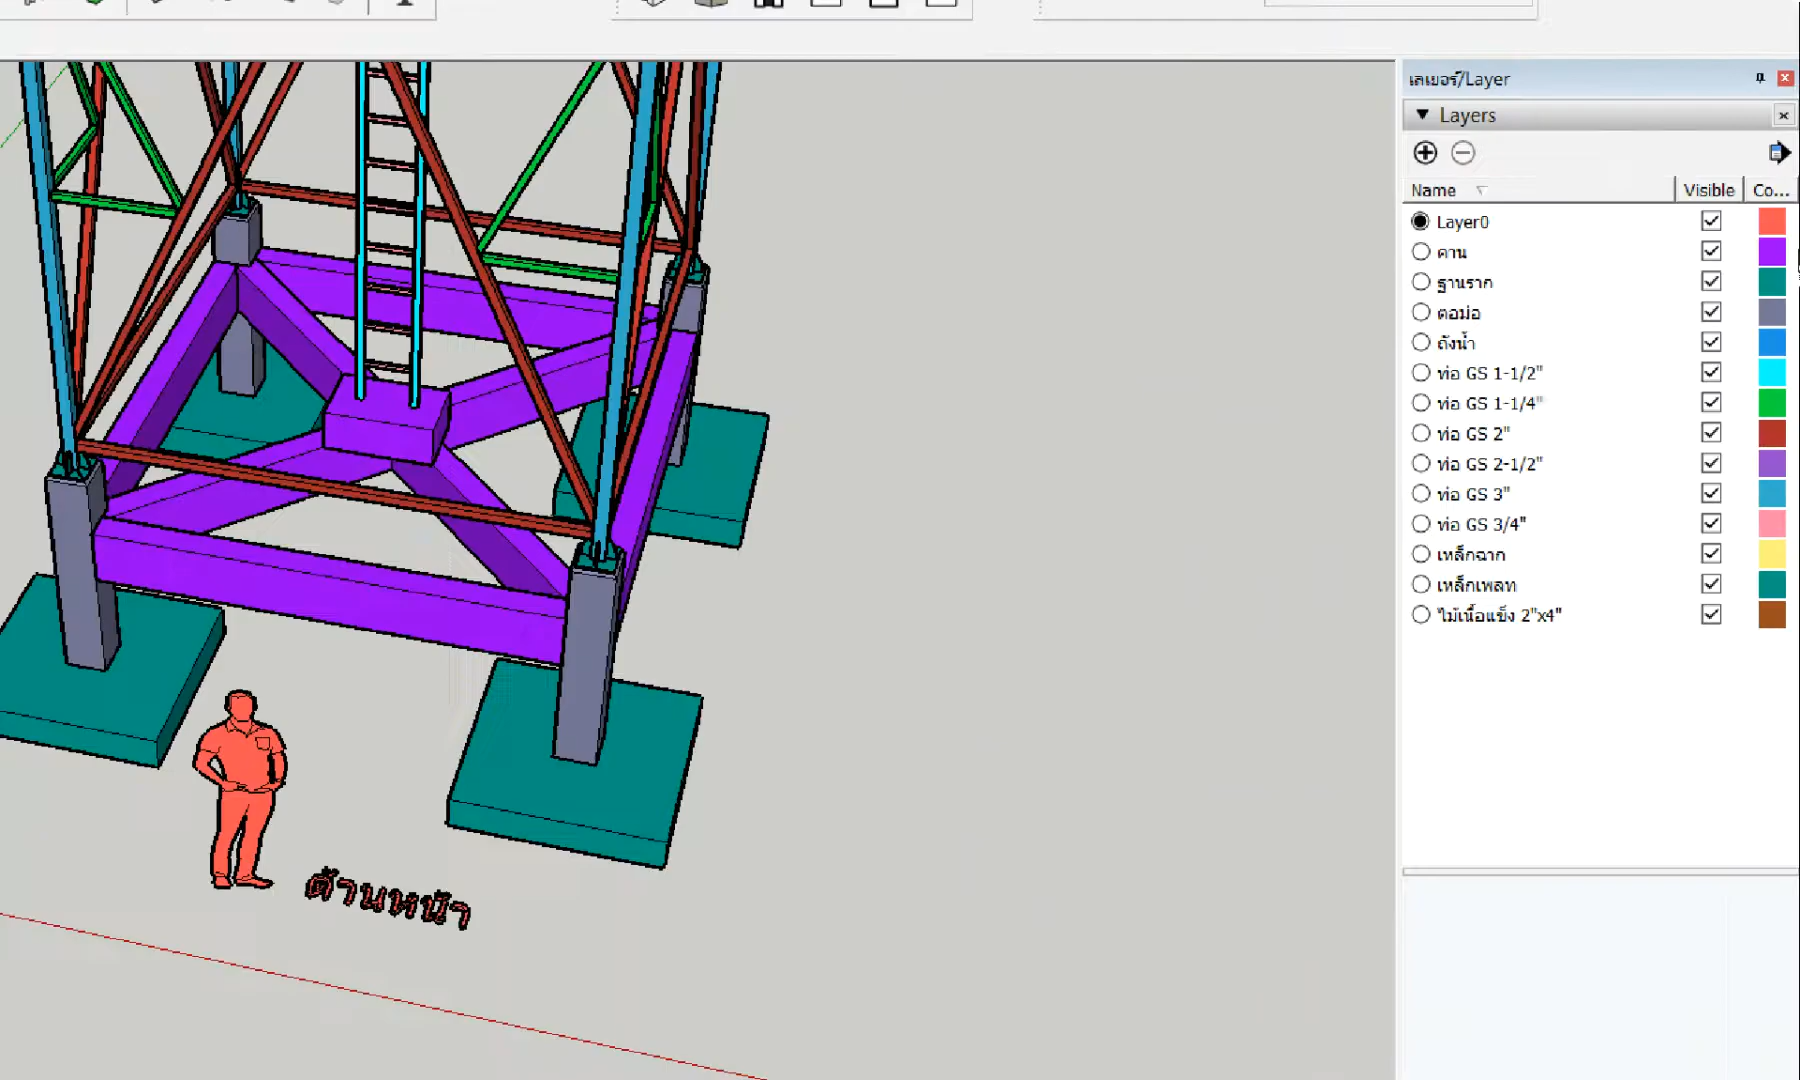 เลเยอร์/Layer
Layers
Name Visible Co...
Layer0
คาน
ฐานราก
ตอม่อ
ถังน้ำ
ท่อ GS 1-1/2"
ท่อ GS 1-1/4"
ท่อ GS 2"
ท่อ GS 2-1/2"
ท่อ GS 3"
ท่อ GS 3/4"
เหล็กฉาก
เหล็กเพลท
ไม้เนื้อแข็ง 2"x4"
ด้านหน้า